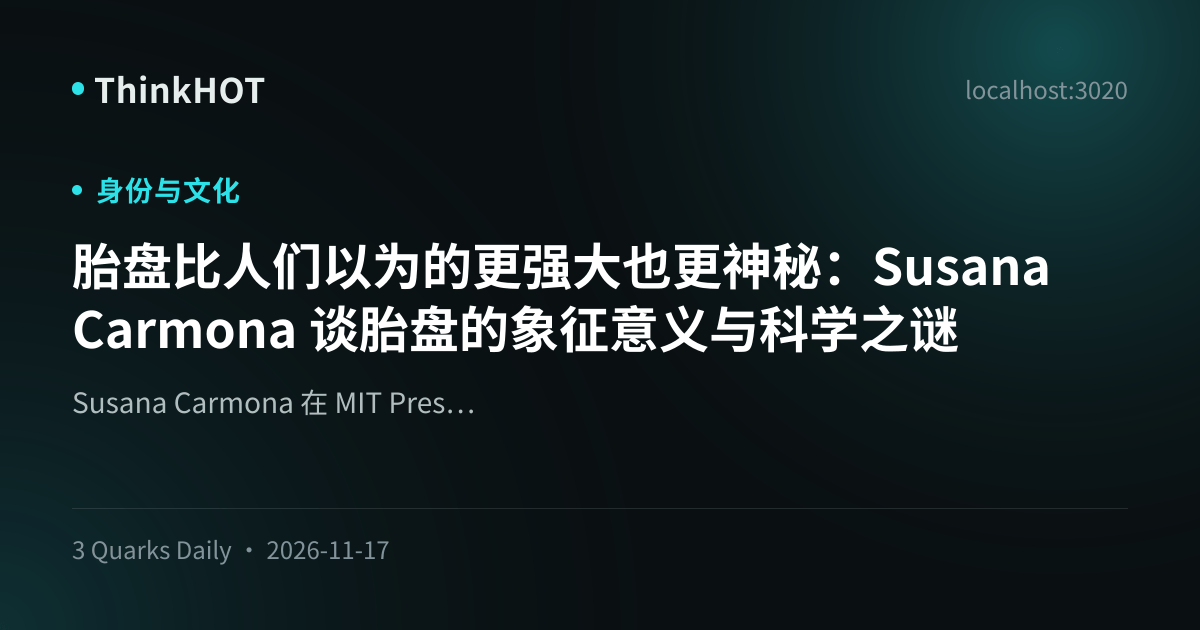 ThinkHOT
localhost:3020
身份与文化
胎盘比人们以为的更强大也更神秘：Susana
Carmona 谈胎盘的象征意义与科学之谜
Susana Carmona 在 MIT Pres…
3 Quarks Daily · 2026-11-17